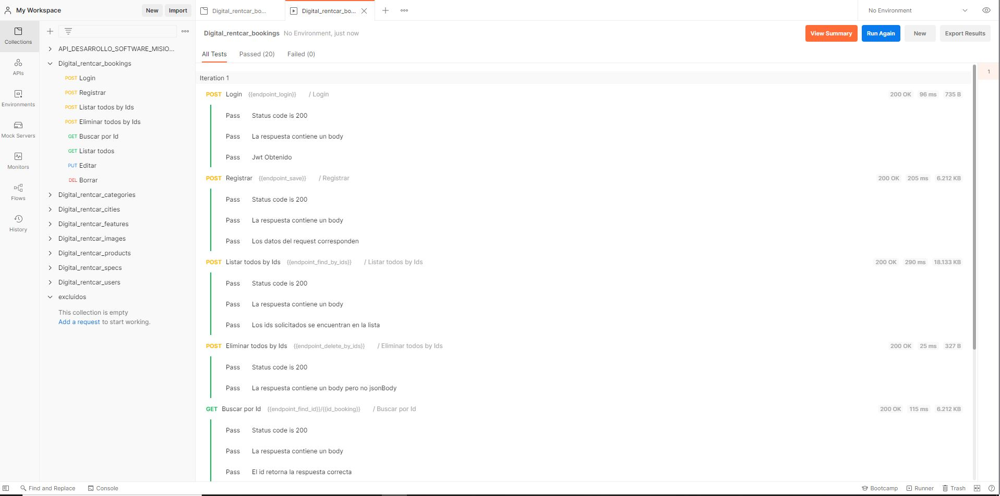 My Workspace
New
Import
Digital_rentcar_bo...
Digital_rentcar_bo...
No Environment
Collections
APIs
Environments
Mock Servers
Monitors
Flows
History
API_DESARROLLO_SOFTWARE_MISIO...
Digital_rentcar_bookings
POST Login
POST Registrar
POST Listar todos by Ids
POST Eliminar todos by Ids
GET Buscar por Id
GET Listar todos
PUT Editar
DEL Borrar
Digital_rentcar_categories
Digital_rentcar_cities
Digital_rentcar_features
Digital_rentcar_images
Digital_rentcar_products
Digital_rentcar_specs
Digital_rentcar_users
excluidos
This collection is empty
Add a request to start working.
Digital_rentcar_bookings No Environment, just now
View Summary
Run Again
New
Export Results
All Tests Passed (20) Failed (0)
1
Iteration 1
POST Login {{endpoint_login}} / Login 200 OK 96 ms 735 B
Pass Status code is 200
Pass La respuesta contiene un body
Pass Jwt Obtenido
POST Registrar {{endpoint_save}} / Registrar 200 OK 205 ms 6.212 KB
Pass Status code is 200
Pass La respuesta contiene un body
Pass Los datos del request corresponden
POST Listar todos by Ids {{endpoint_find_by_ids}} / Listar todos by Ids 200 OK 290 ms 18.133 KB
Pass Status code is 200
Pass La respuesta contiene un body
Pass Los ids solicitados se encuentran en la lista
POST Eliminar todos by Ids {{endpoint_delete_by_ids}} / Eliminar todos by Ids 200 OK 25 ms 327 B
Pass Status code is 200
Pass La respuesta contiene un body pero no jsonBody
GET Buscar por Id {{endpoint_find_id}}/{{id_booking}} / Buscar por Id 200 OK 115 ms 6.212 KB
Pass Status code is 200
Pass La respuesta contiene un body
Pass El id retorna la respuesta correcta
Find and Replace
Console
Bootcamp
Runner
Trash